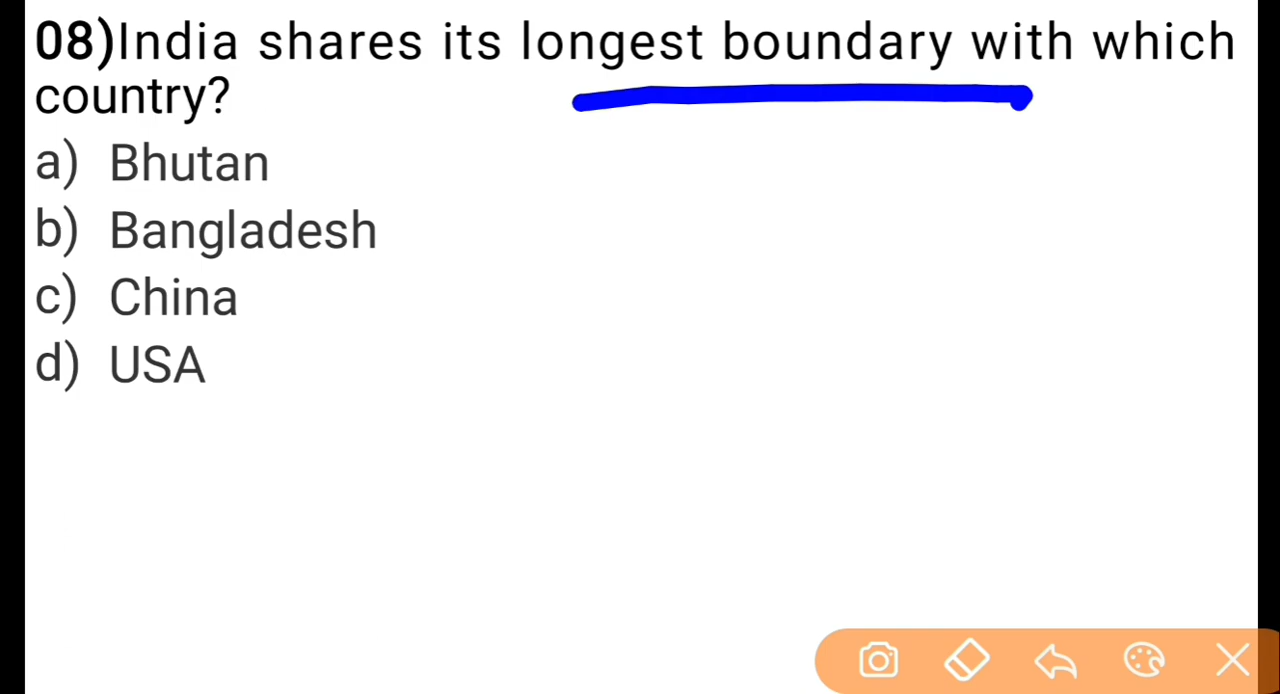 08)India shares its longest boundary with which
country?
a) Bhutan
b) Bangladesh
c) China
d) USA